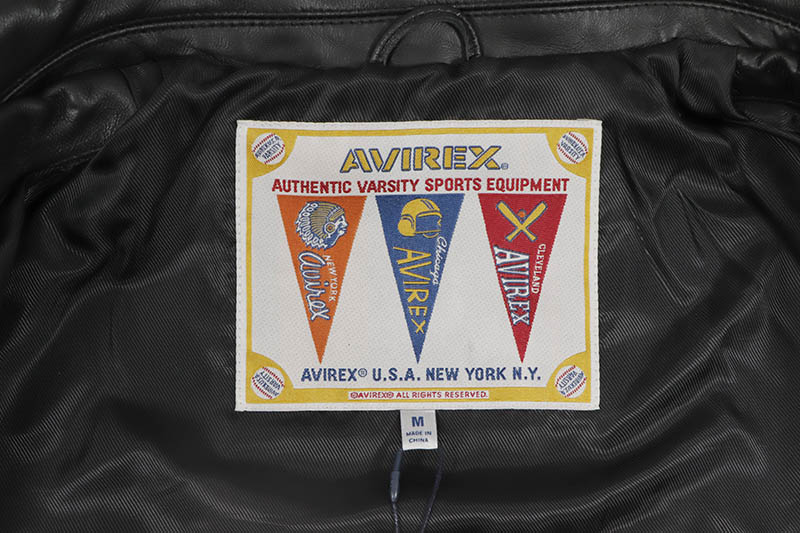 AVIREX®
AUTHENTIC VARSITY SPORTS EQUIPMENT
NEW YORK
Avirex
Chicago
AVIREX
CLEVELAND
AVIREX
AVIREX® U.S.A. NEW YORK N.Y.
©AVIREX® ALL RIGHTS RESERVED.
M
MADE IN
CHINA